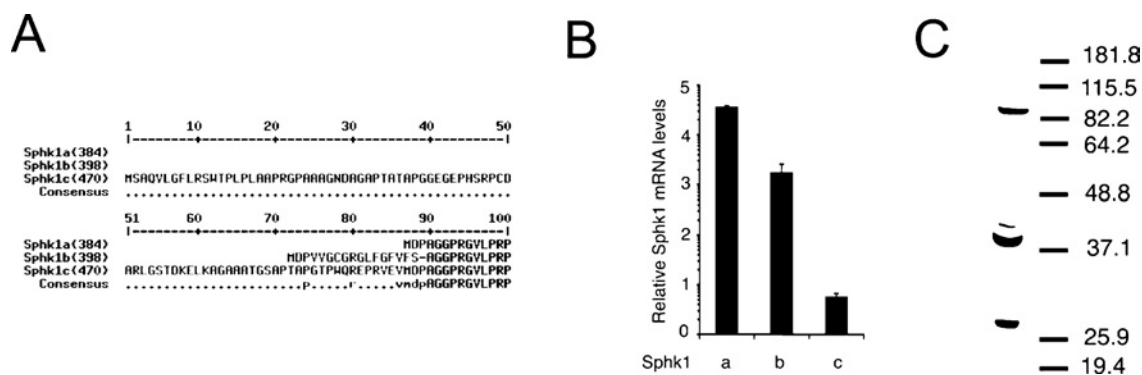 A
1 10 20 30 40 50
|--------+---------+---------+---------+---------|
Sphk1a(384)
Sphk1b(398)
Sphk1c(470) MSAQVLGFLRSWTPLPLAAPRGPAAAGNDAGAPTATAPGGEGEPHSRPCD
Consensus ..................................................
51 60 70 80 90 100
|--------+---------+---------+---------+---------|
Sphk1a(384) MDPAGGPRGVLPRP
Sphk1b(398) MDPVVGCGRGLFGFVFS-AGGPRGVLPRP
Sphk1c(470) ARLGSTDKELKAGAAATGSAPTAPGTPWQREPRVEVMDPAGGPRGVLPRP
Consensus .......................p.....r.....vmdpAGGPRGVLPRP
B
Relative Sphk1 mRNA levels
5
4
3
2
1
0
Sphk1 a b c
C
181.8
115.5
82.2
64.2
48.8
37.1
25.9
19.4